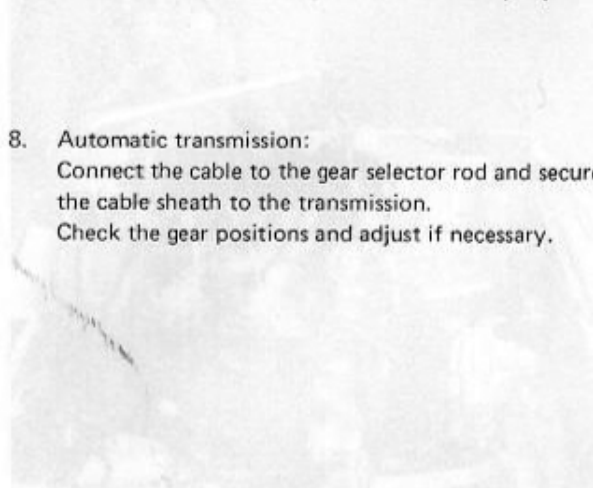 8. Automatic transmission:
Connect the cable to the gear selector rod and secure
the cable sheath to the transmission.
Check the gear positions and adjust if necessary.